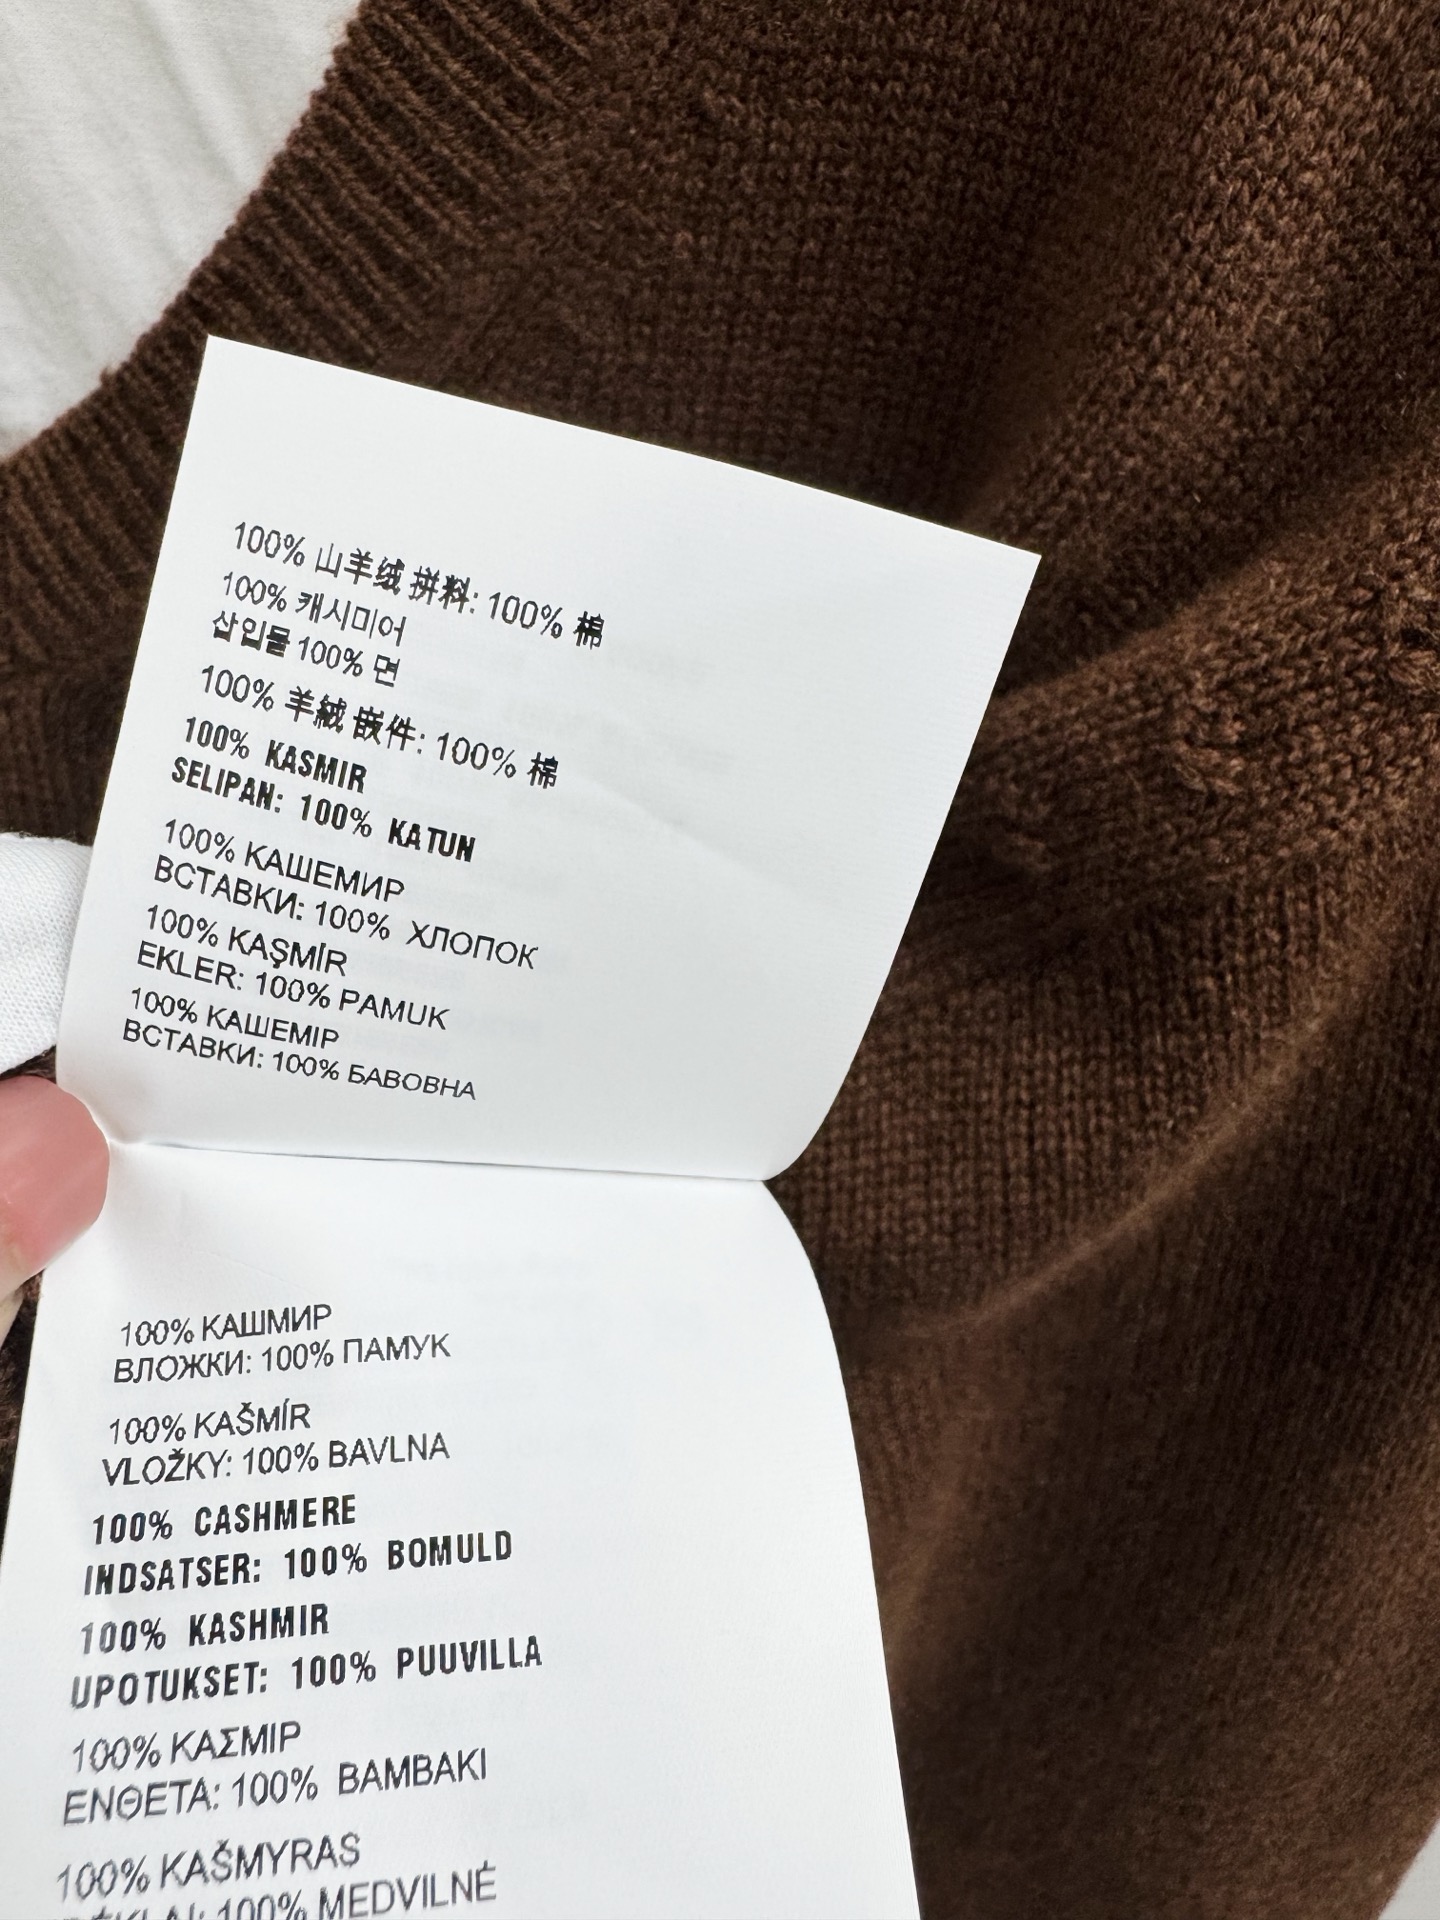 100% 山羊绒 拼料: 100% 棉
100% 캐시미어
삽입물 100% 면
100% 羊絨 嵌件: 100% 棉
100% KASMIR
SELIPAN: 100% KATUN
100% КАШЕМИР
ВСТАВКИ: 100% ХЛОПОК
100% KAŞMİR
EKLER: 100% PAMUK
100% КАШЕМІР
ВСТАВКИ: 100% БАВОВНА
100% КАШМИР
ВЛОЖКИ: 100% ПАМУК
100% KAŠMÍR
VLOŽKY: 100% BAVLNA
100% CASHMERE
INDSATSER: 100% BOMULD
100% KASHMIR
UPOTUKSET: 100% PUUVILLA
100% ΚΑΣΜΙΡ
ΕΝΘΕΤΑ: 100% ΒΑΜΒΑΚΙ
100% KAŠMYRAS
100% MEDVILNĖ